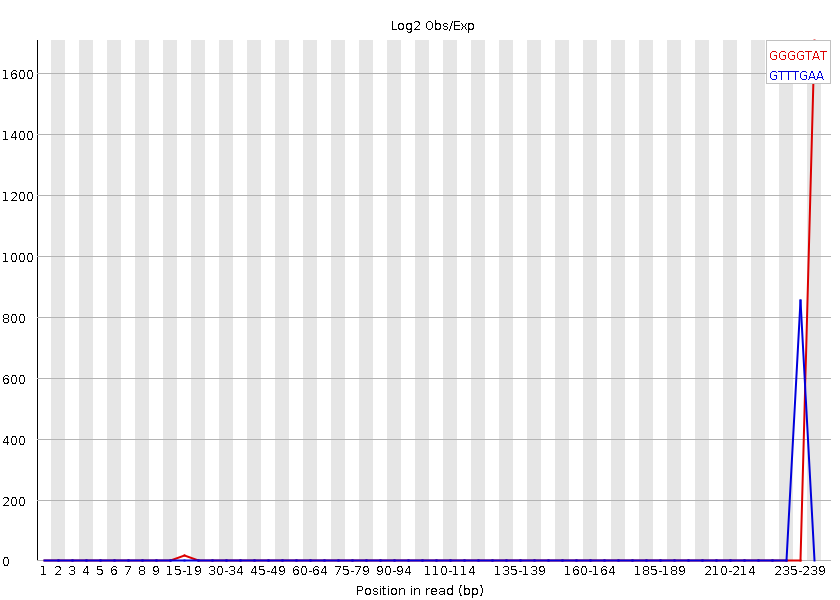 Log2 Obs/Exp
GGGGTAT
GTTTGAA
1600
1400
1200
1000
800
600
400
200
0
1 2 3 4 5 6 7 8 9 15-19 30-34 45-49 60-64 75-79 90-94 110-114 135-139 160-164 185-189 210-214 235-239
Position in read (bp)